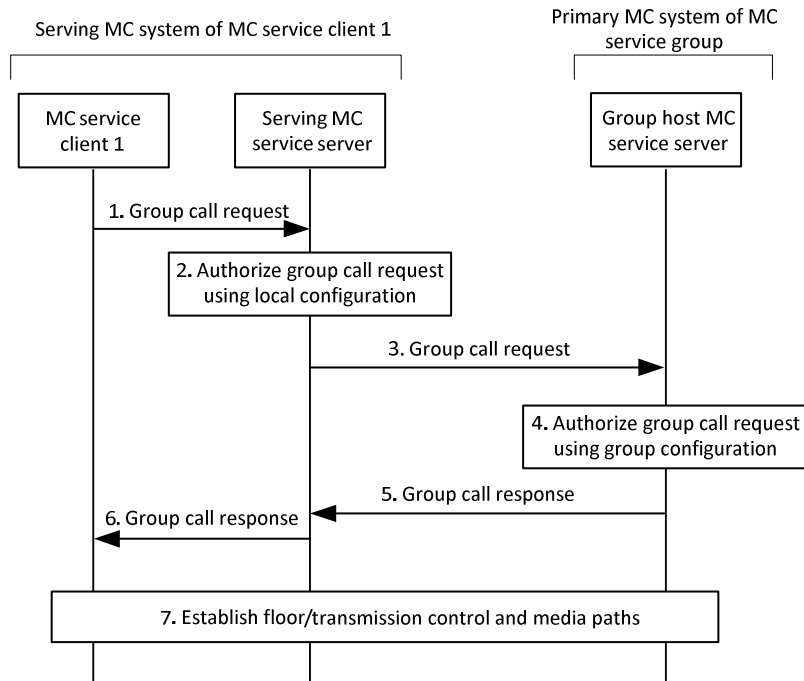 Serving MC system of MC service client 1
Primary MC system of MC
service group
MC service
client 1
Serving MC
service server
Group host MC
service server
1. Group call request
2. Authorize group call request
using local configuration
3. Group call request
4. Authorize group call request
using group configuration
5. Group call response
6. Group call response
7. Establish floor/transmission control and media paths